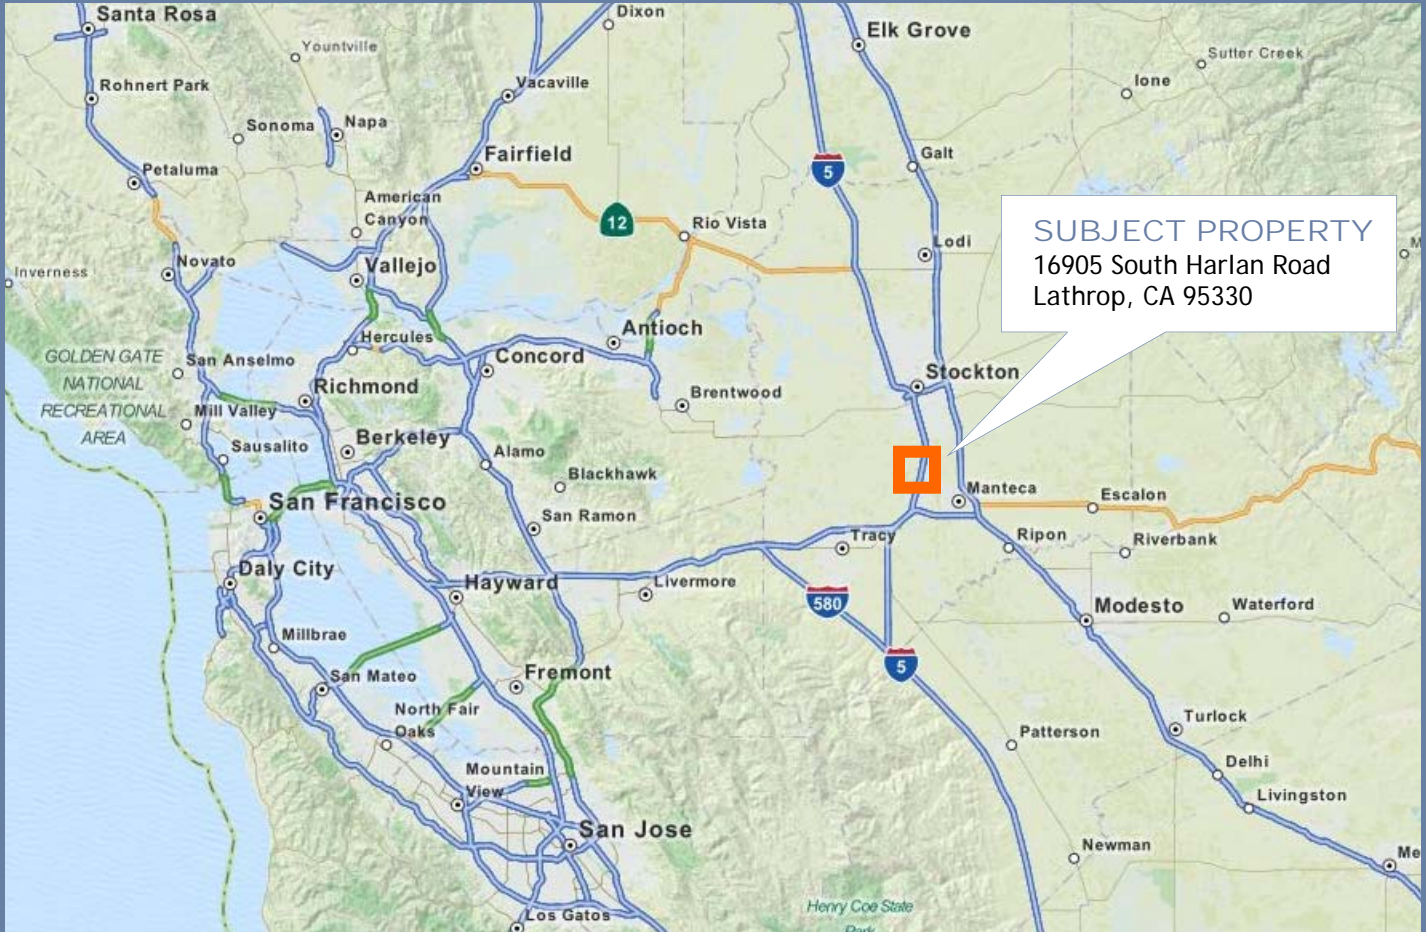 Santa Rosa
Dixon
Elk Grove
Yountville
Sutter Creek
Rohnert Park
Vacaville
Ione
Sonoma
Napa
Fairfield
Galt
Petaluma
5
American
Canyon
12
Rio Vista
SUBJECT PROPERTY
16905 South Harlan Road
Lathrop, CA 95330
Lodi
M
Novato
Vallejo
Inverness
Hercules
Antioch
GOLDEN GATE
NATIONAL
RECREATIONAL
AREA
San Anselmo
Concord
Stockton
Richmond
Brentwood
Mill Valley
Berkeley
Sausalito
Alamo
Blackhawk
Manteca
Escalon
San Francisco
San Ramon
Tracy
Ripon
Riverbank
Daly City
Hayward
Livermore
580
Modesto
Waterford
Millbrae
5
San Mateo
Fremont
North Fair
Oaks
Turlock
Patterson
Mountain
View
Delhi
Livingston
San Jose
Newman
Me
Henry Coe State
Park
Los Gatos